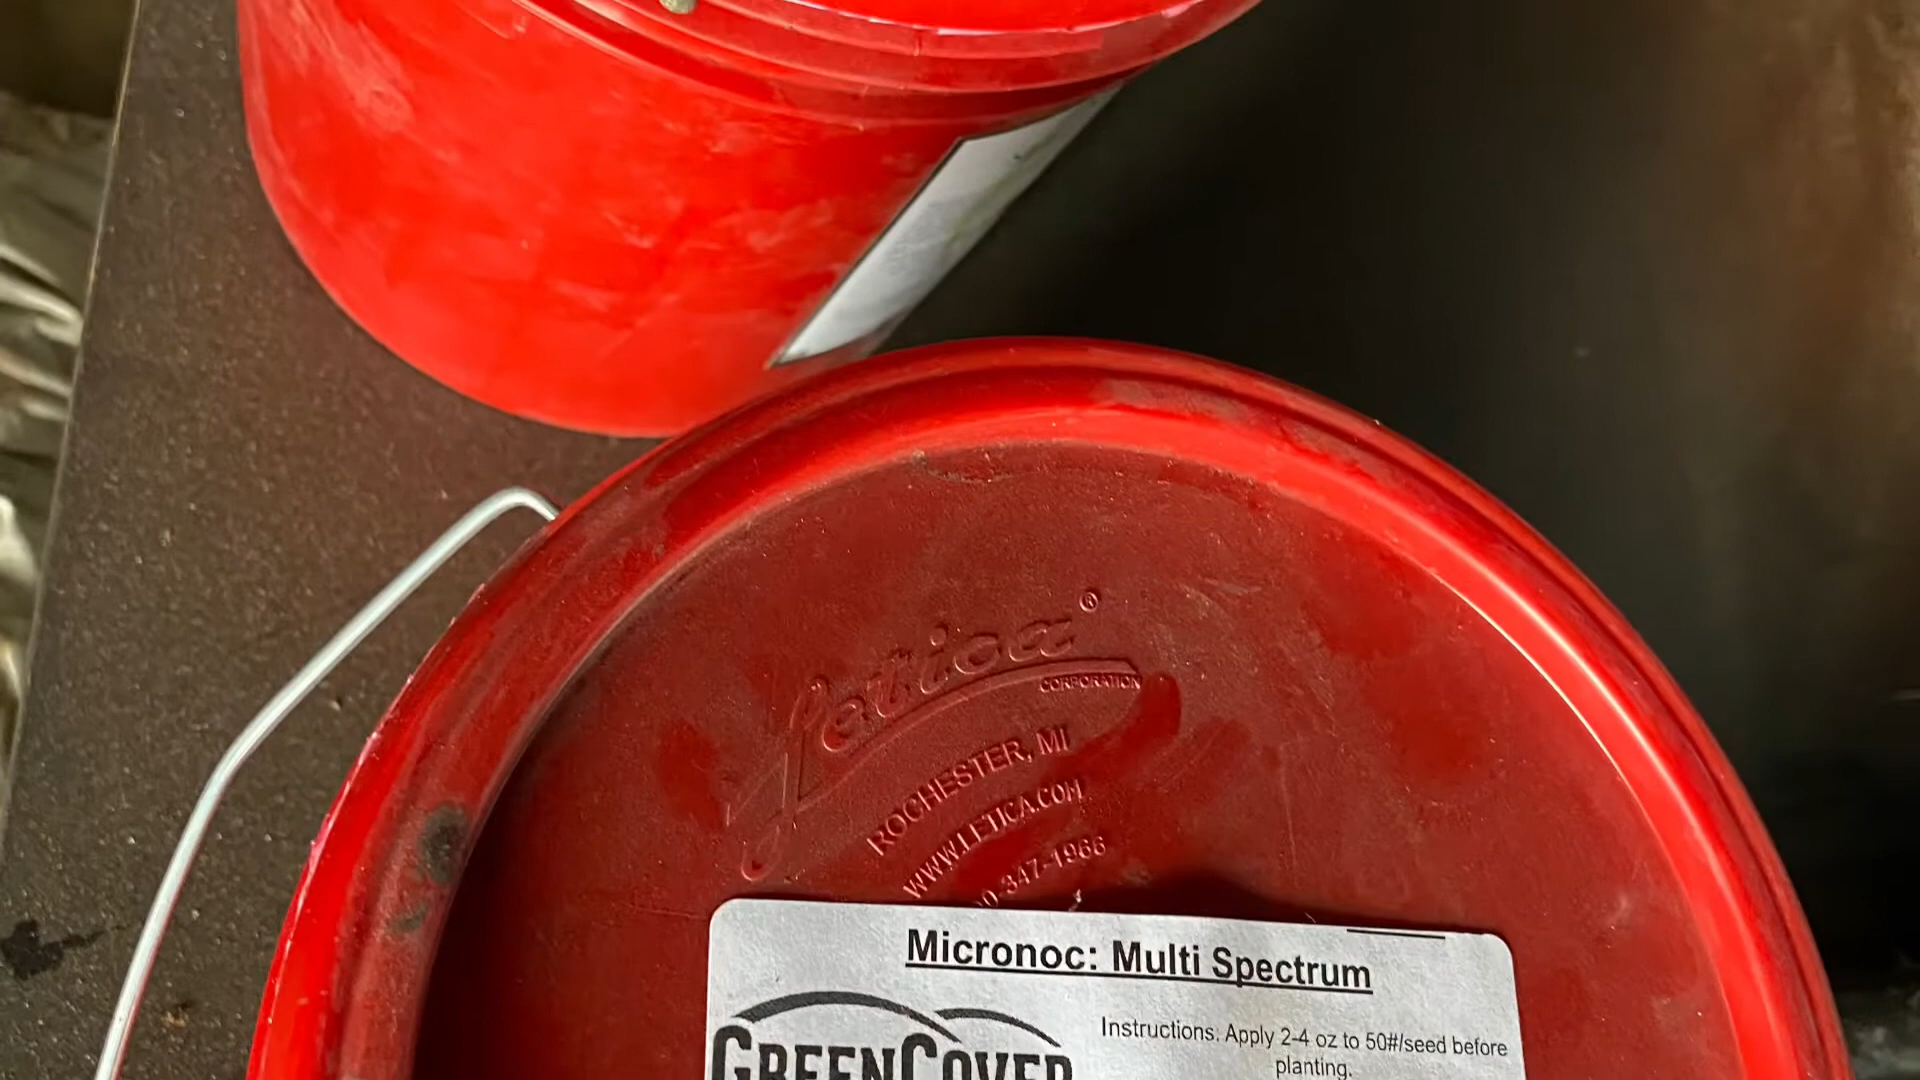 Letica®
CORPORATION
ROCHESTER, MI
WWW.LETICA.COM
0-347-1966
Micronoc: Multi Spectrum
GREENCOVER
Instructions. Apply 2-4 oz to 50#/seed before
planting.